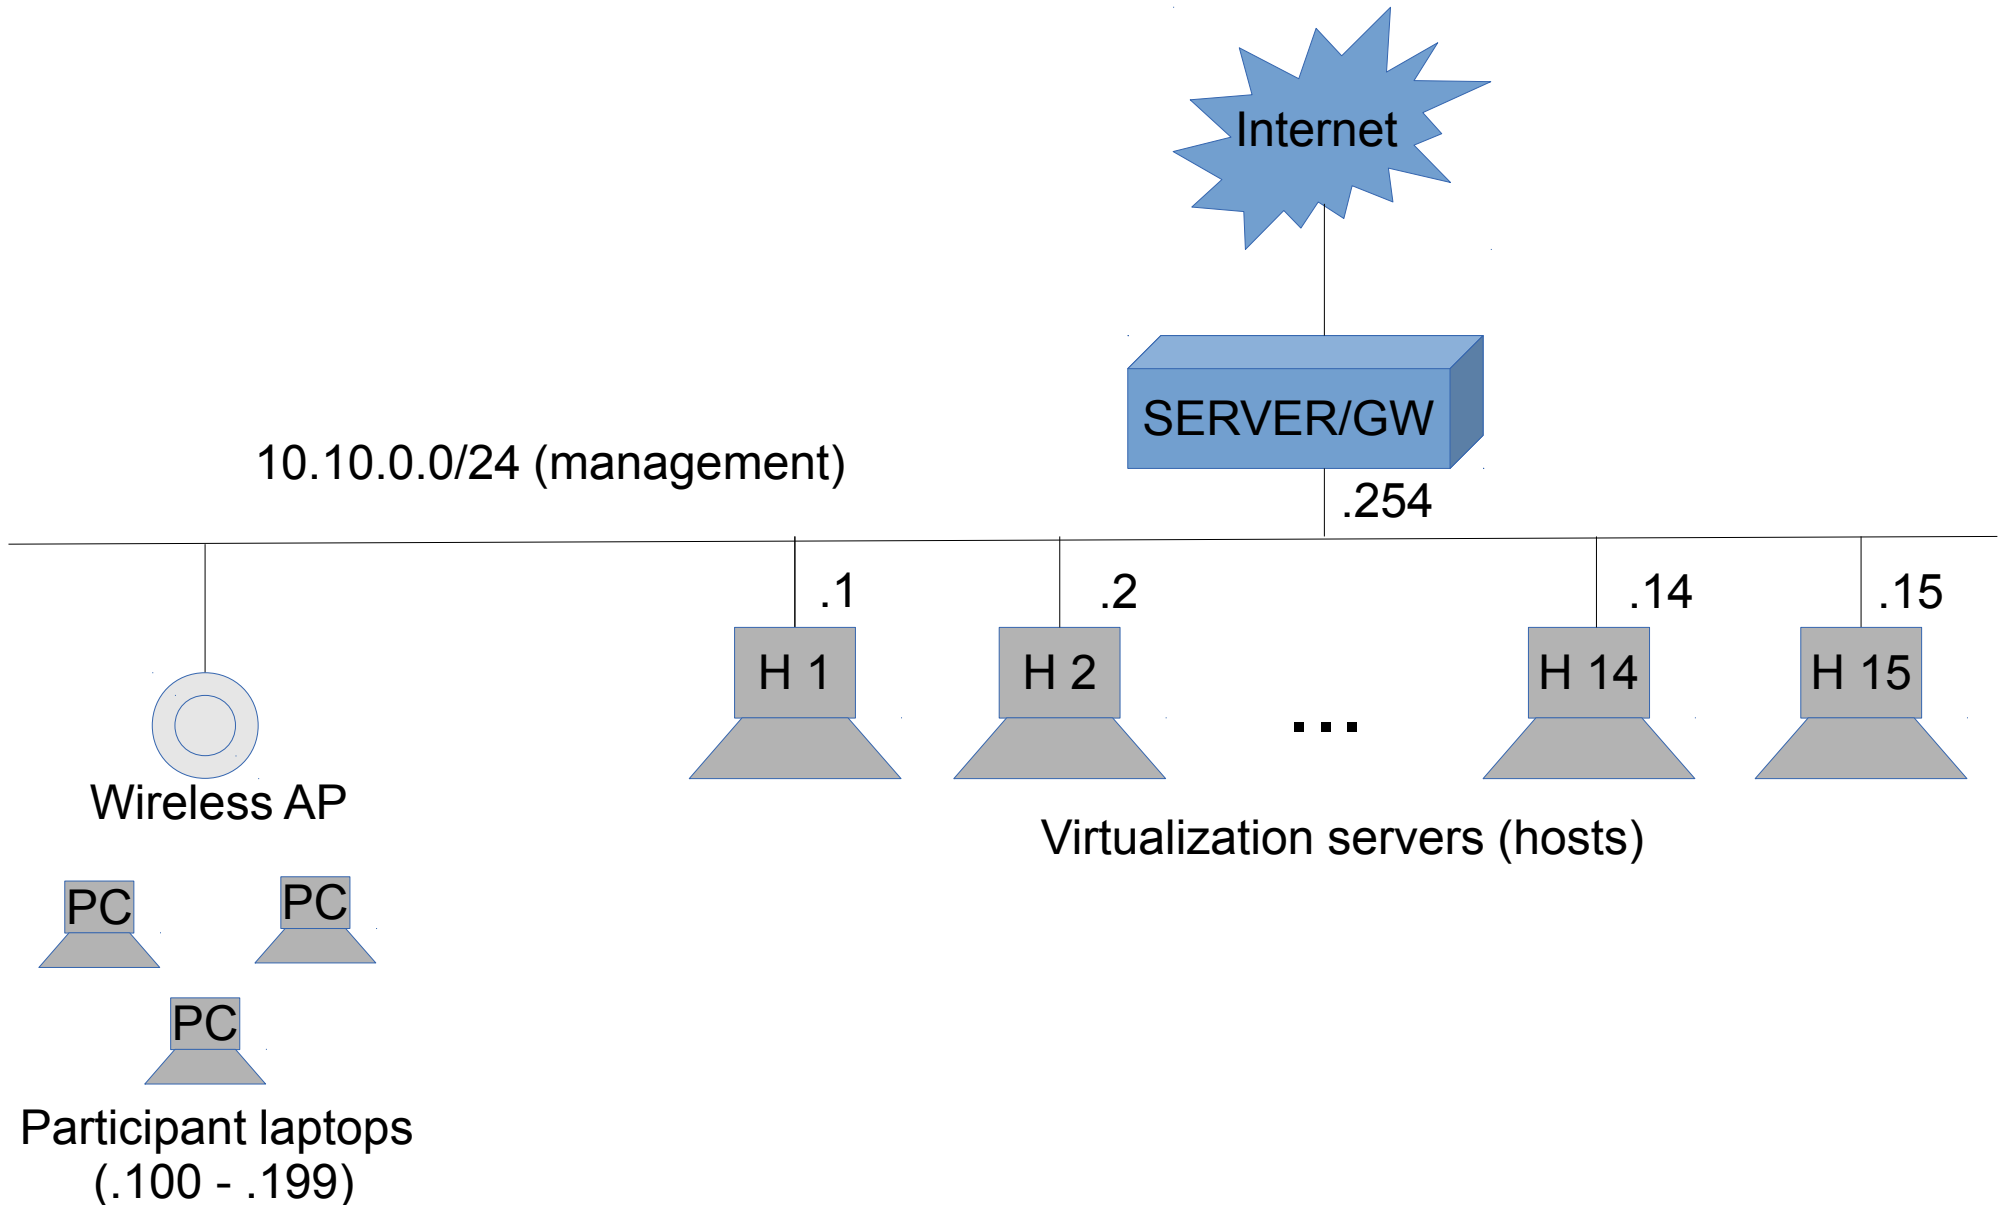 Internet
SERVER/GW
10.10.0.0/24 (management)
.254
.1
.2
.14
.15
H 1
H 2
...
H 14
H 15
Wireless AP
Virtualization servers (hosts)
PC
PC
PC
Participant laptops
(.100 - .199)